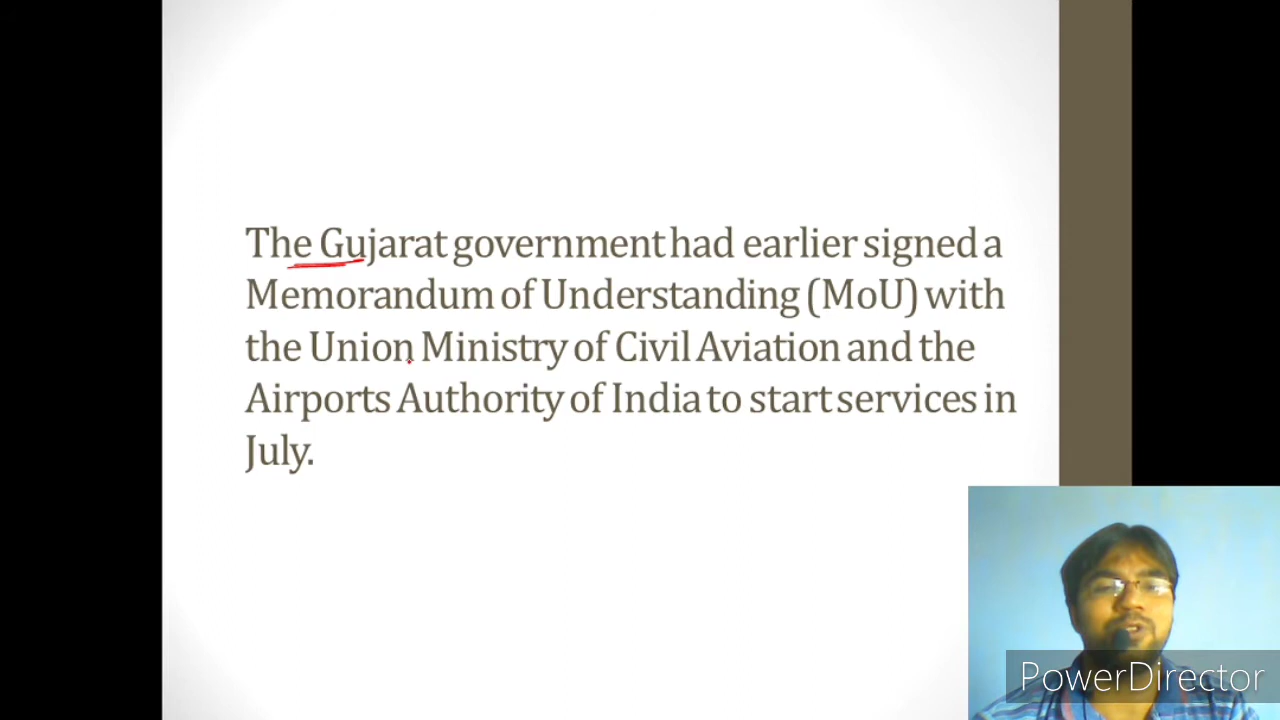 The Gujarat government had earlier signed a
Memorandum of Understanding (MoU) with
the Union Ministry of Civil Aviation and the
Airports Authority of India to start services in
July.
PowerDirector